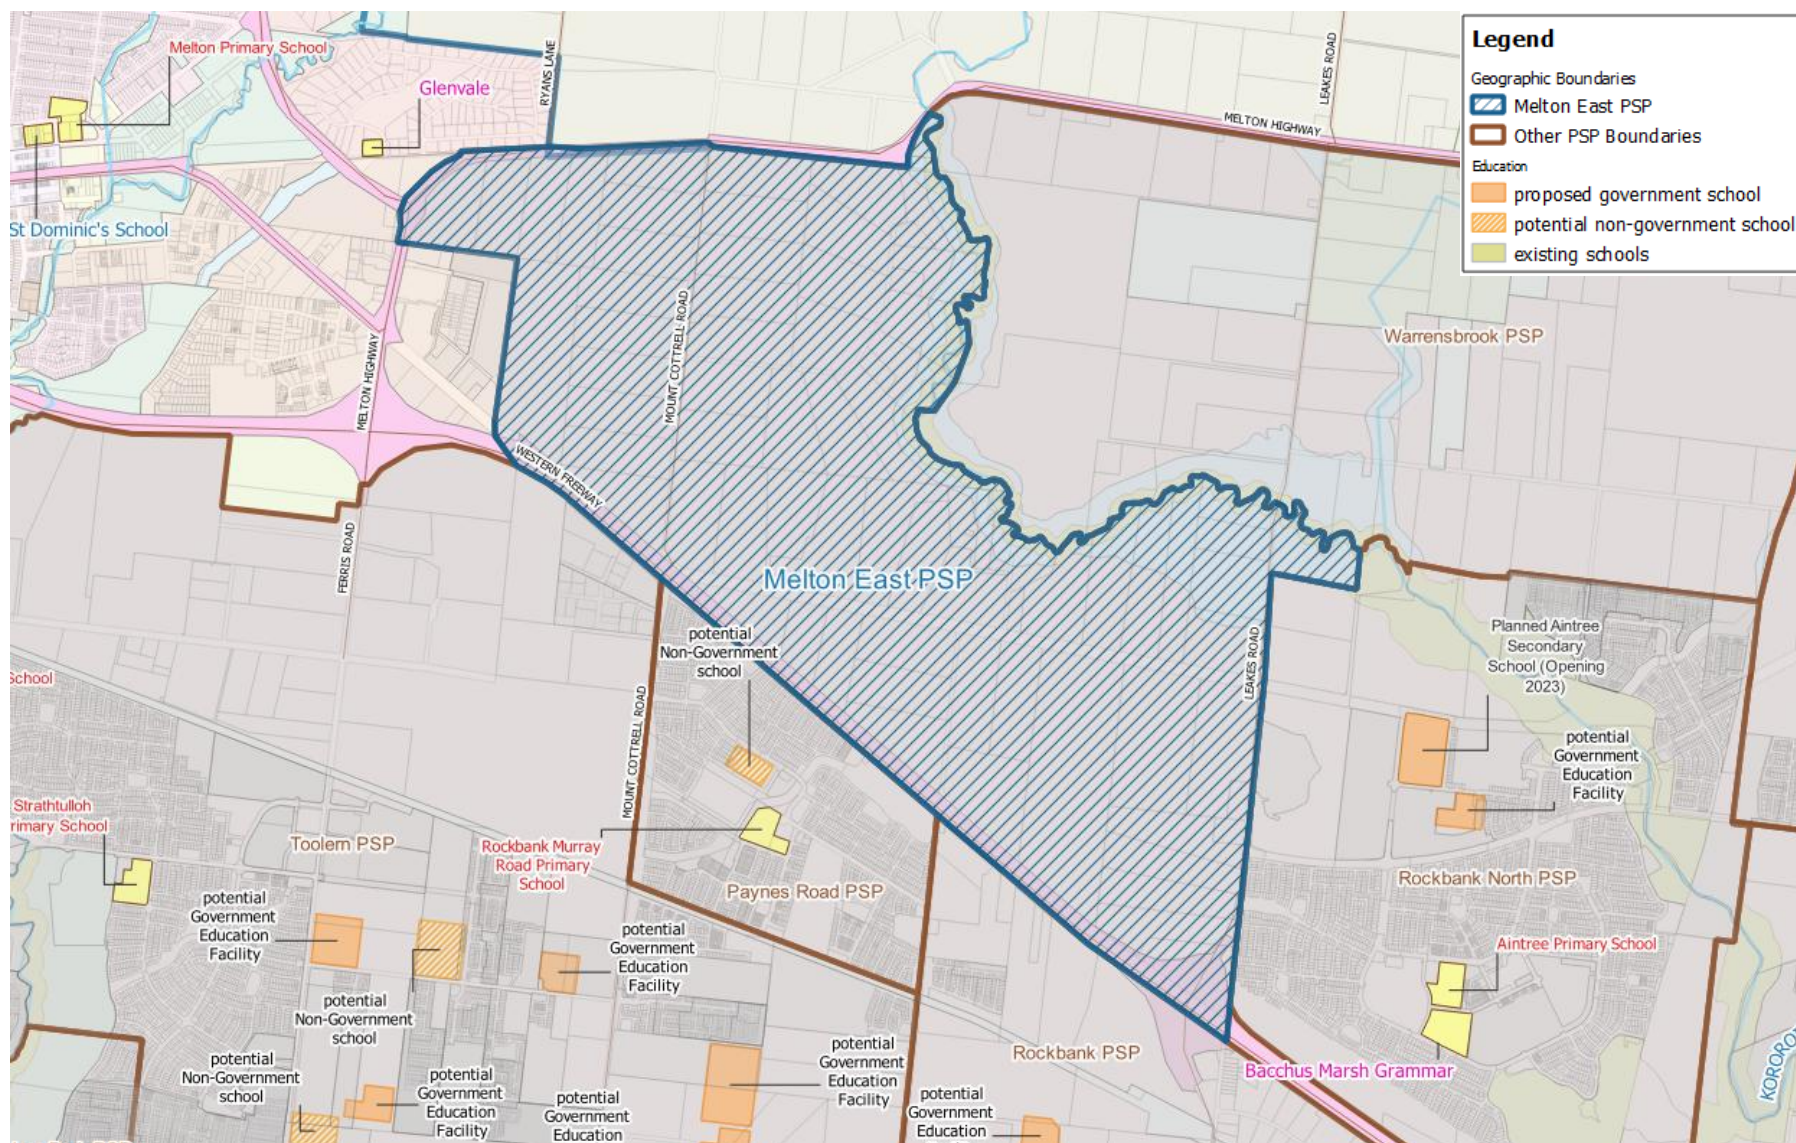 Legend
Geographic Boundaries
Melton East PSP
Other PSP Boundaries
Education
proposed government school
potential non-government school
existing schools
Melton Primary School
Glenvale
RYANS LANE
LEAKES ROAD
MELTON HIGHWAY
St Dominic's School
MOUNT COTTRELL ROAD
Warrensbrook PSP
MELTON HIGHWAY
WESTERN FREEWAY
FERRIS ROAD
Melton East PSP
potential
Non-Government
school
LEAKES ROAD
Planned Aintree
Secondary
School (Opening
2023)
School
MOUNT COTTRELL ROAD
potential
Government
Education
Facility
Strathtulloh
rimary School
Toolern PSP
Rockbank Murray
Road Primary
School
Paynes Road PSP
Rockbank North PSP
potential
Government
Education
Facility
potential
Government
Education
Facility
Aintree Primary School
potential
Non-Government
school
Rockbank PSP
Bacchus Marsh Grammar
potential
Government
Education
Facility
potential
Non-Government
school
potential
Government
Education
Facility
potential
Government
Education
potential
Government
Education
KOROROI